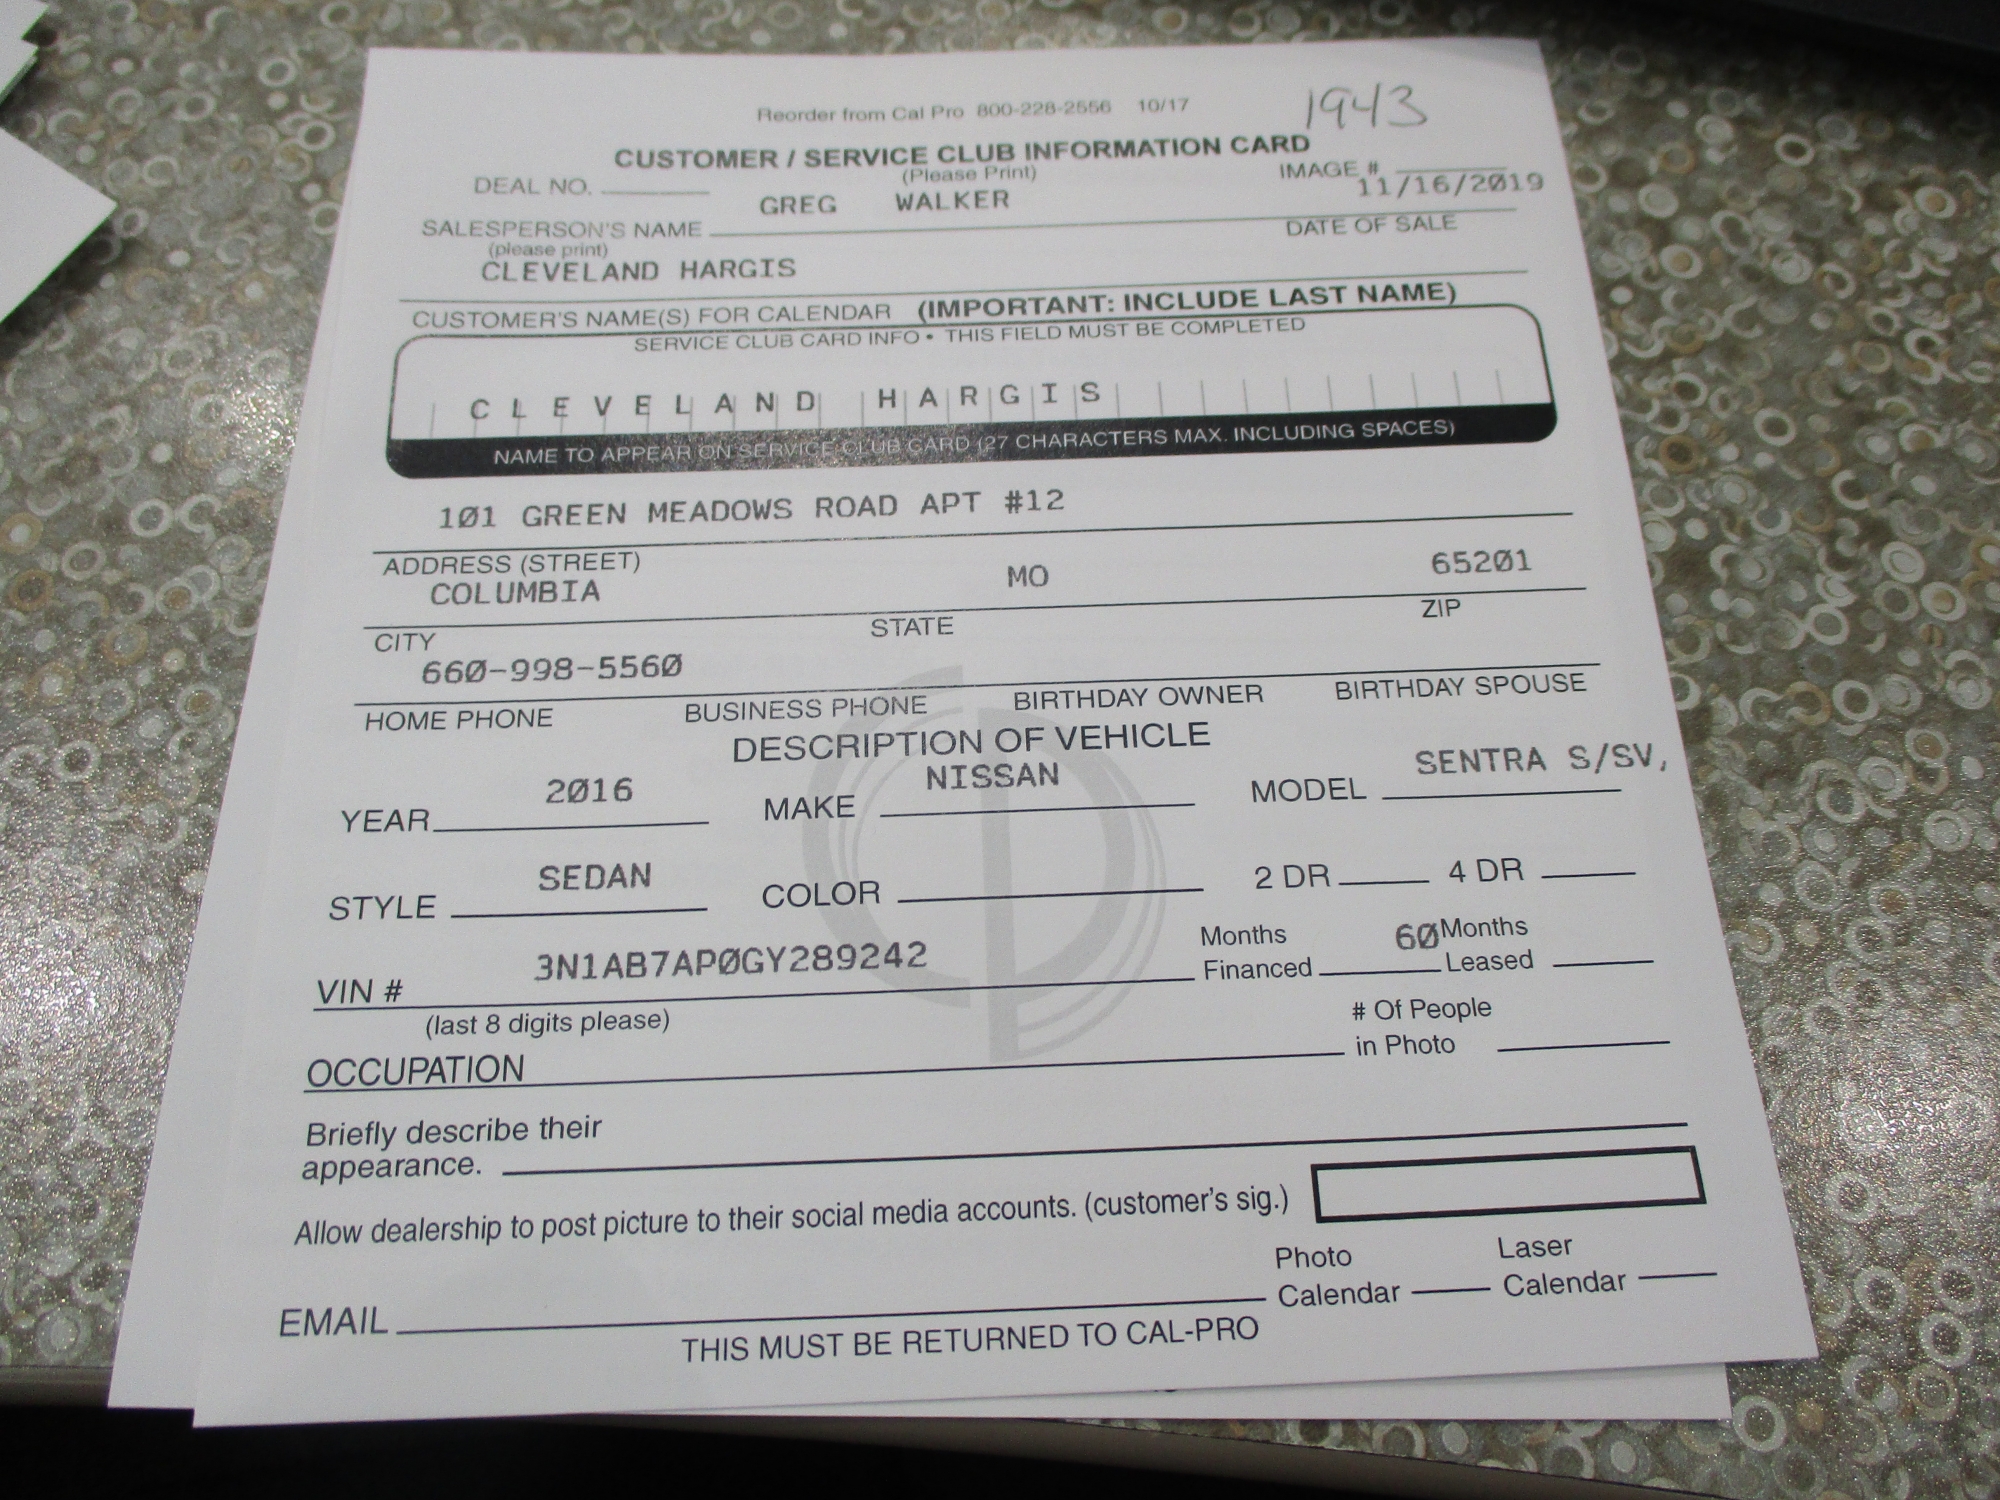 Reorder from Cal Pro 800-228-2556 10/17
1943
CUSTOMER / SERVICE CLUB INFORMATION CARD
(Please Print)
DEAL NO.
IMAGE #
GREG WALKER
11/16/2019
SALESPERSON'S NAME
DATE OF SALE
(please print)
CLEVELAND HARGIS
CUSTOMER'S NAME(S) FOR CALENDAR (IMPORTANT: INCLUDE LAST NAME)
SERVICE CLUB CARD INFO • THIS FIELD MUST BE COMPLETED
CLEVELAND HARGIS
NAME TO APPEAR ON SERVICE CLUB CARD (27 CHARACTERS MAX. INCLUDING SPACES)
101 GREEN MEADOWS ROAD APT #12
ADDRESS (STREET)
COLUMBIA MO 65201
CITY STATE ZIP
660-998-5560
HOME PHONE BUSINESS PHONE BIRTHDAY OWNER BIRTHDAY SPOUSE
DESCRIPTION OF VEHICLE
YEAR 2016 MAKE NISSAN MODEL SENTRA S/SV,
STYLE SEDAN COLOR 2 DR 4 DR
VIN # 3N1AB7AP0GY289242 Months Financed 60 Months Leased
(last 8 digits please)
# Of People
OCCUPATION in Photo
Briefly describe their
appearance.
Allow dealership to post picture to their social media accounts. (customer's sig.)
Photo Laser
EMAIL Calendar Calendar
THIS MUST BE RETURNED TO CAL-PRO